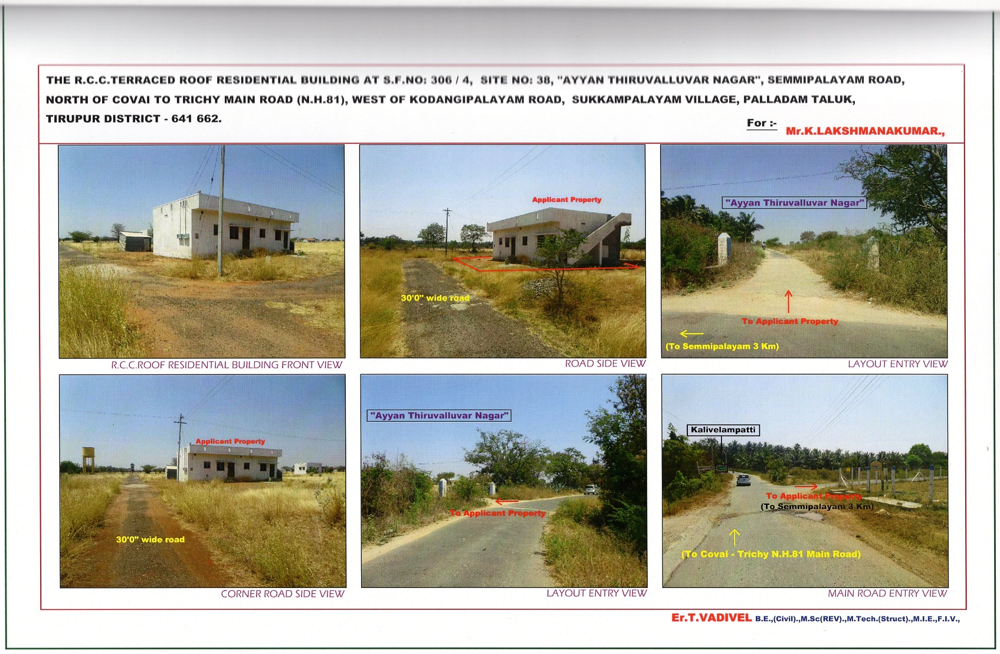 THE R.C.C.TERRACED ROOF RESIDENTIAL BUILDING AT S.F.NO: 306 / 4, SITE NO: 38, "AYYAN THIRUVALLUVAR NAGAR", SEMMIPALAYAM ROAD,
NORTH OF COVAI TO TRICHY MAIN ROAD (N.H.81), WEST OF KODANGIPALAYAM ROAD, SUKKAMPALAYAM VILLAGE, PALLADAM TALUK,
TIRUPUR DISTRICT - 641 662.
For :-
Mr.K.LAKSHMANAKUMAR.,
R.C.C.ROOF RESIDENTIAL BUILDING FRONT VIEW
Applicant Property
30'0" wide road
ROAD SIDE VIEW
"Ayyan Thiruvalluvar Nagar"
To Applicant Property
(To Semmipalayam 3 Km)
LAYOUT ENTRY VIEW
Applicant Property
30'0" wide road
CORNER ROAD SIDE VIEW
"Ayyan Thiruvalluvar Nagar"
To Applicant Property
LAYOUT ENTRY VIEW
Kalivelampatti
To Applicant Property
(To Semmipalayam 3 Km)
(To Covai - Trichy N.H.81 Main Road)
MAIN ROAD ENTRY VIEW
Er.T.VADIVEL B.E.,(Civil).,M.Sc(REV).,M.Tech.(Struct).,M.I.E.,F.I.V.,